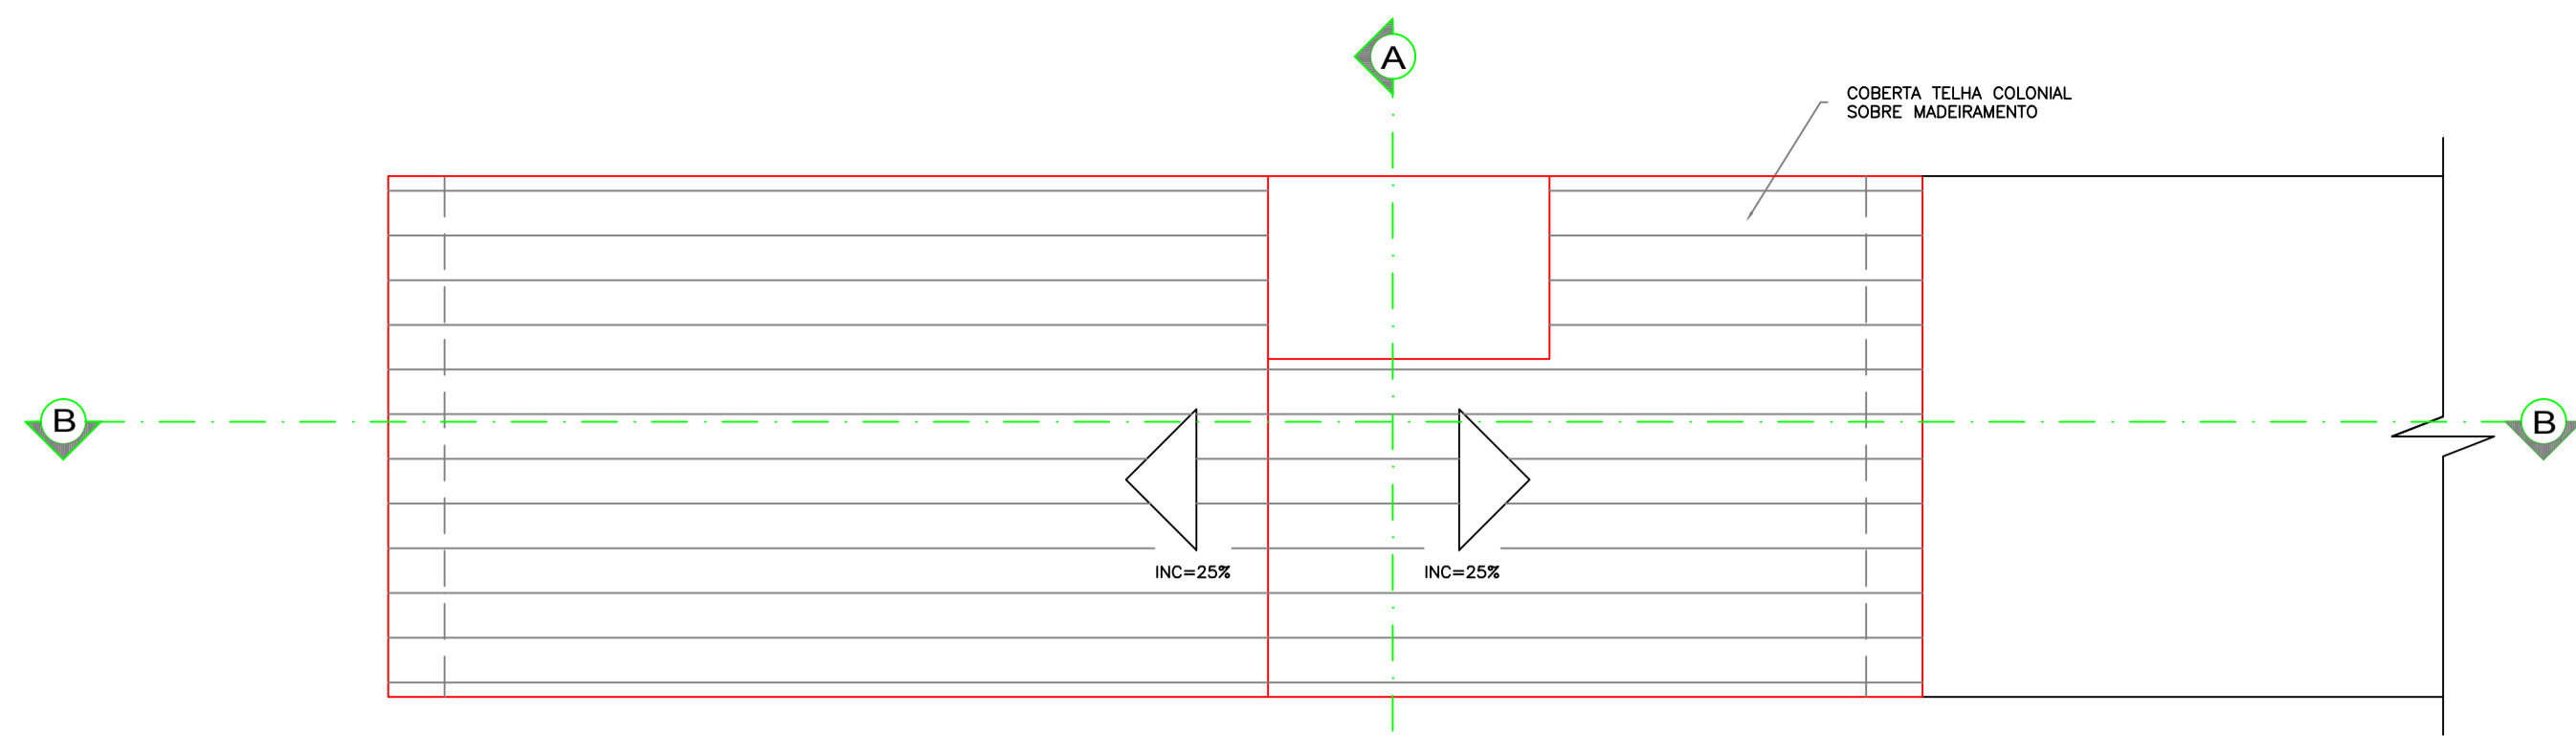 A
COBERTA TELHA COLONIAL
SOBRE MADEIRAMENTO
B
B
INC=25%
INC=25%